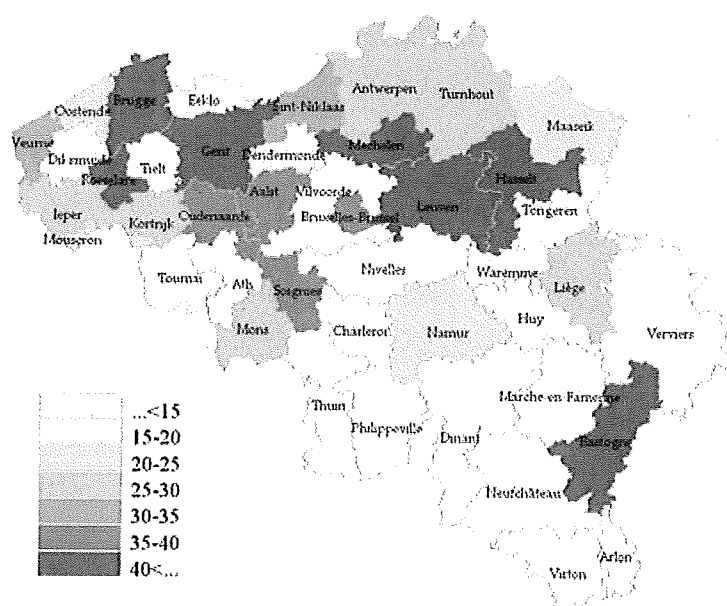 Antwerpen
Turnhout
Oostende
Brugge
Eeklo
Sint-Niklaas
Maaseik
Veurne
Diksmuide
Gent
Mechelen
Roeselare
Tielt
Dendermonde
Hasselt
Aalst
Vilvoorde
Leuven
Ieper
Kortrijk
Oudenaarde
Bruxelles-Brussel
Tongeren
Mouscron
Tournai
Ath
Soignies
Nivelles
Waremme
Liège
Mons
Charleroi
Namur
Huy
Verviers
Thuin
Philippeville
Marche-en-Famenne
Dinant
Bastogne
Neufchâteau
Virton
Arlon
...<15
15-20
20-25
25-30
30-35
35-40
40<...